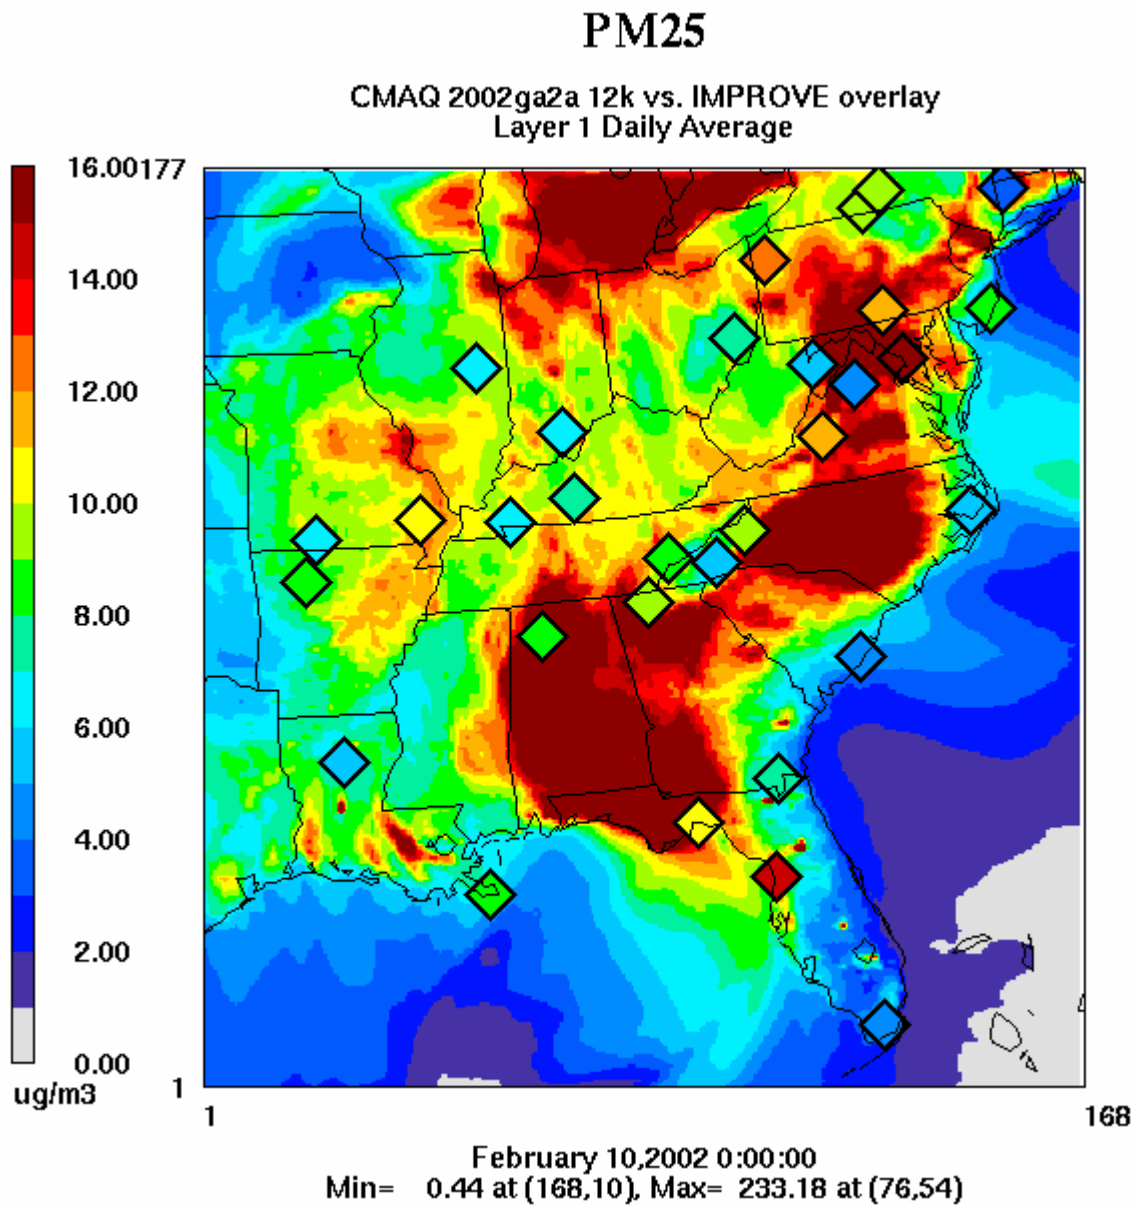 PM25
CMAQ 2002ga2a 12k vs. IMPROVE overlay
Layer 1 Daily Average
16.00
177
14.00
12.00
10.00
8.00
6.00
4.00
2.00
0.00
ug/m3
1
1
168
February 10,2002 0:00:00
Min= 0.44 at (168,10), Max= 233.18 at (76,54)